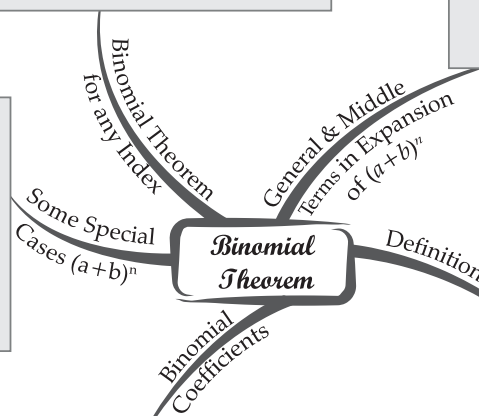 Binomial Theorem
for any Index
General & Middle
Terms in Expansion
of (a+b)ⁿ
Some Special
Cases (a+b)ⁿ
Binomial
Theorem
Definition
Binomial
Coefficients